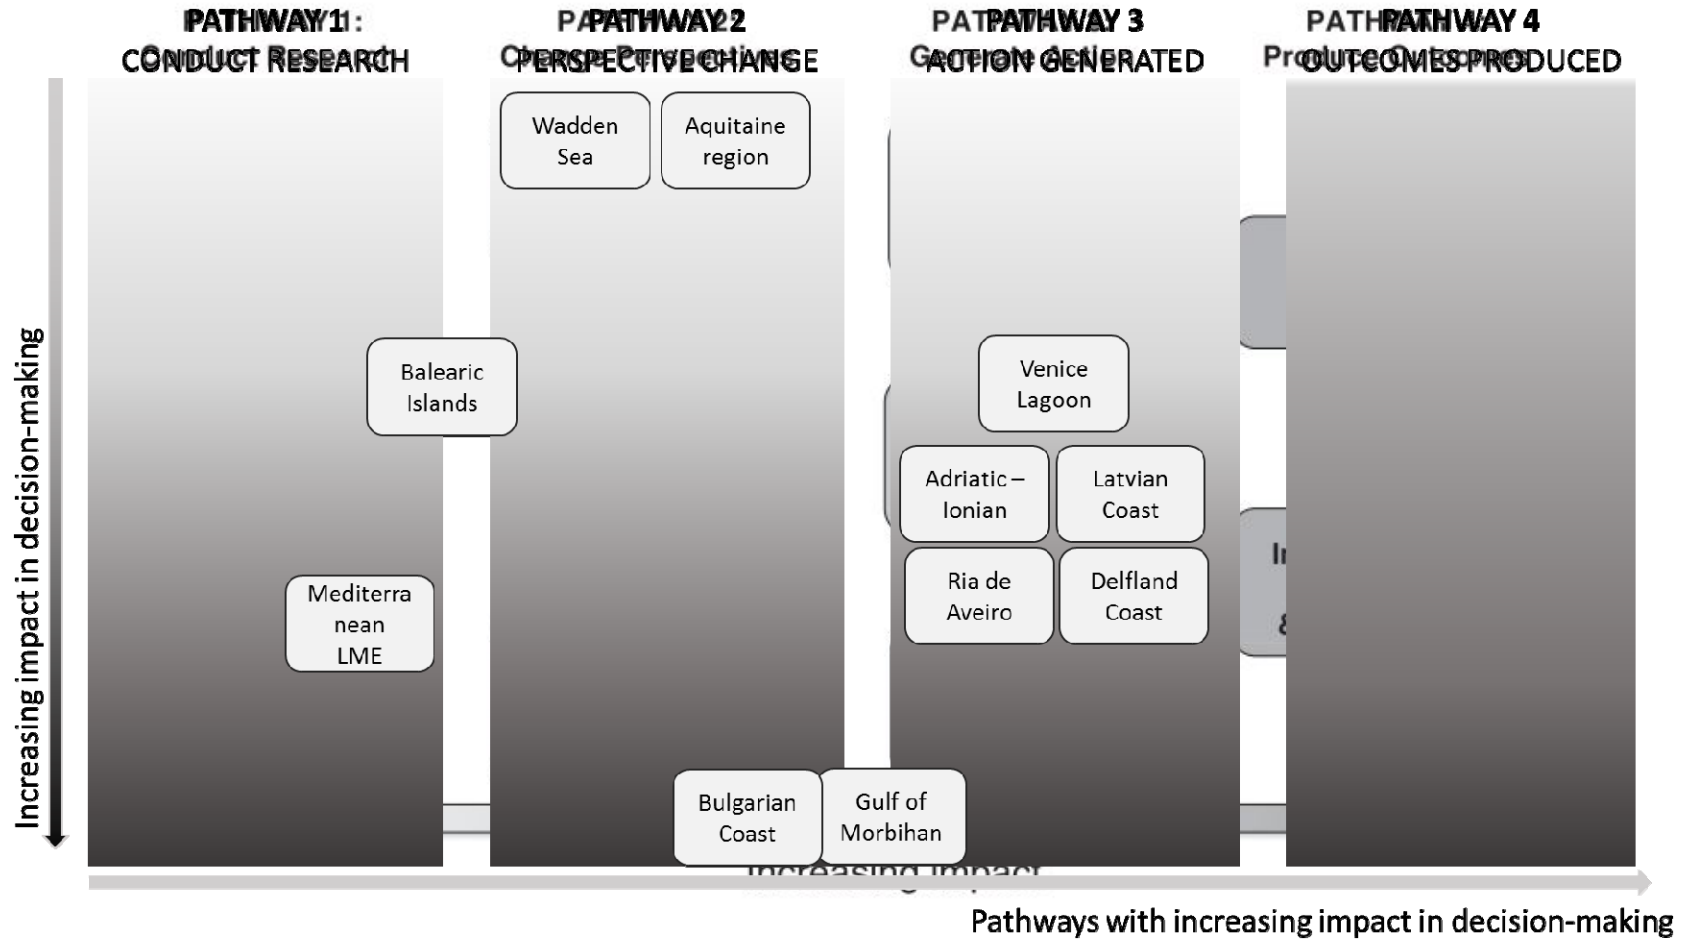 PATHWAY 1
CONDUCT RESEARCH
PATHWAY 2
PERSPECTIVE CHANGE
PATHWAY 3
ACTION GENERATED
PATHWAY 4
OUTCOMES PRODUCED
Wadden
Sea
Aquitaine
region
Balearic
Islands
Venice
Lagoon
Adriatic –
Ionian
Latvian
Coast
Mediterra
nean
LME
Ria de
Aveiro
Delfland
Coast
Bulgarian
Coast
Gulf of
Morbihan
Increasing impact in decision-making
Increasing Impact
Pathways with increasing impact in decision-making